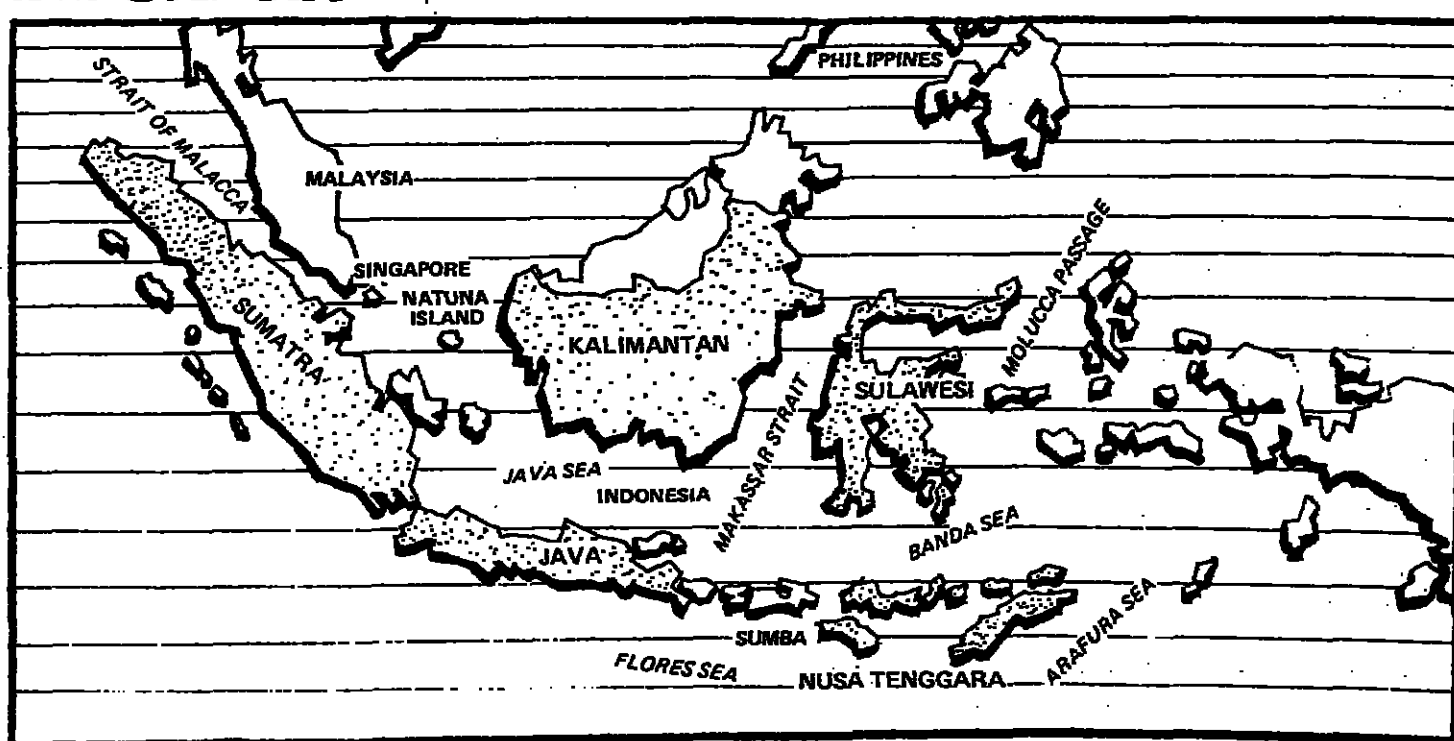 PHILIPPINES
STRAIT OF MALACCA
MALAYSIA
SINGAPORE
NATUNA
ISLAND
SUMATRA
KALIMANTAN
MOLUCCA PASSAGE
SULAWESI
MAKASSAR STRAIT
JAVA SEA
INDONESIA
BANDA SEA
JAVA
ARAFURA SEA
SUMBA
FLORES SEA
NUSA TENGGARA